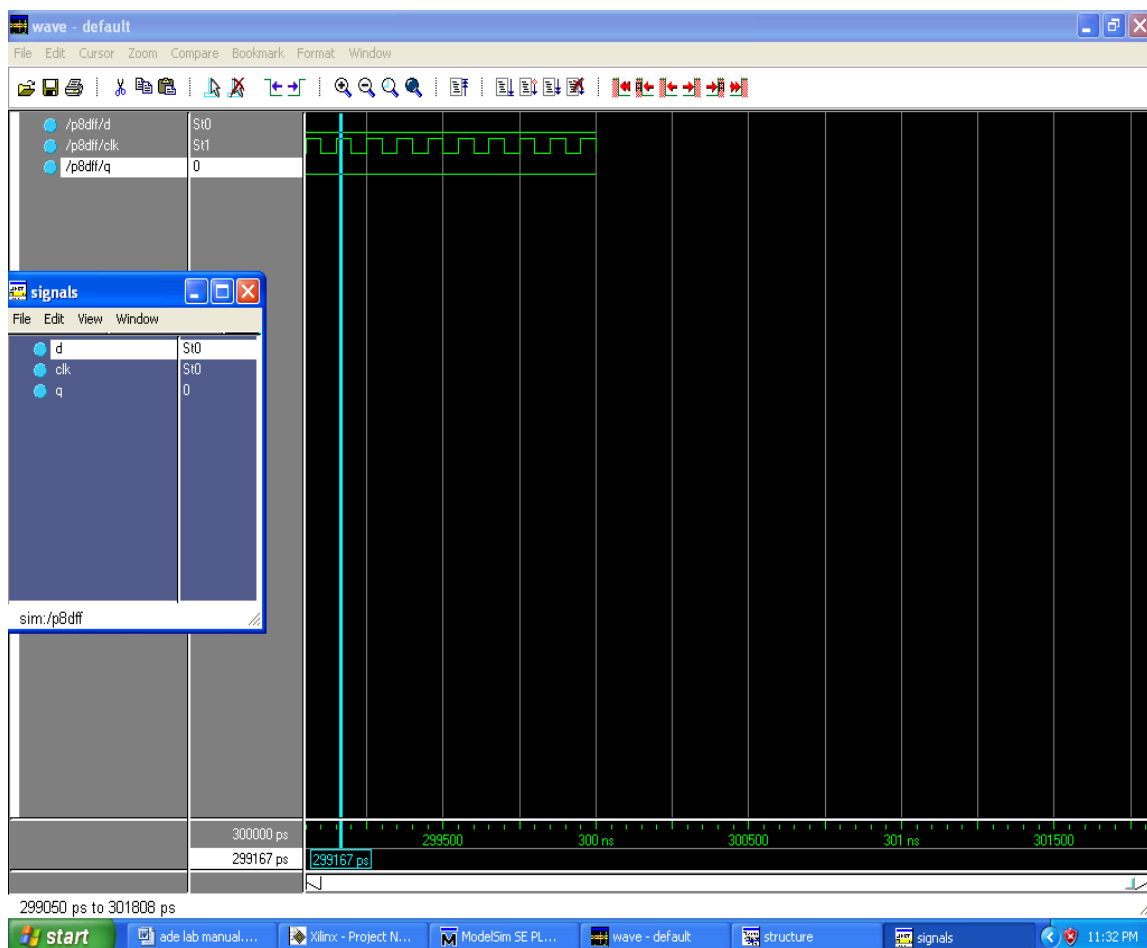 wave - default
File Edit Cursor Zoom Compare Bookmark Format Window
/p8dff/d St0
/p8dff/clk St1
/p8dff/q 0
signals
File Edit View Window
d St0
clk St0
q 0
sim:/p8dff
300000 ps 299500 300 ns 300500 301 ns 301500
299167 ps 299167 ps
299050 ps to 301808 ps
start ade lab manual.... Xilinx - Project N... ModelSim SE PL... wave - default structure signals 11:32 PM